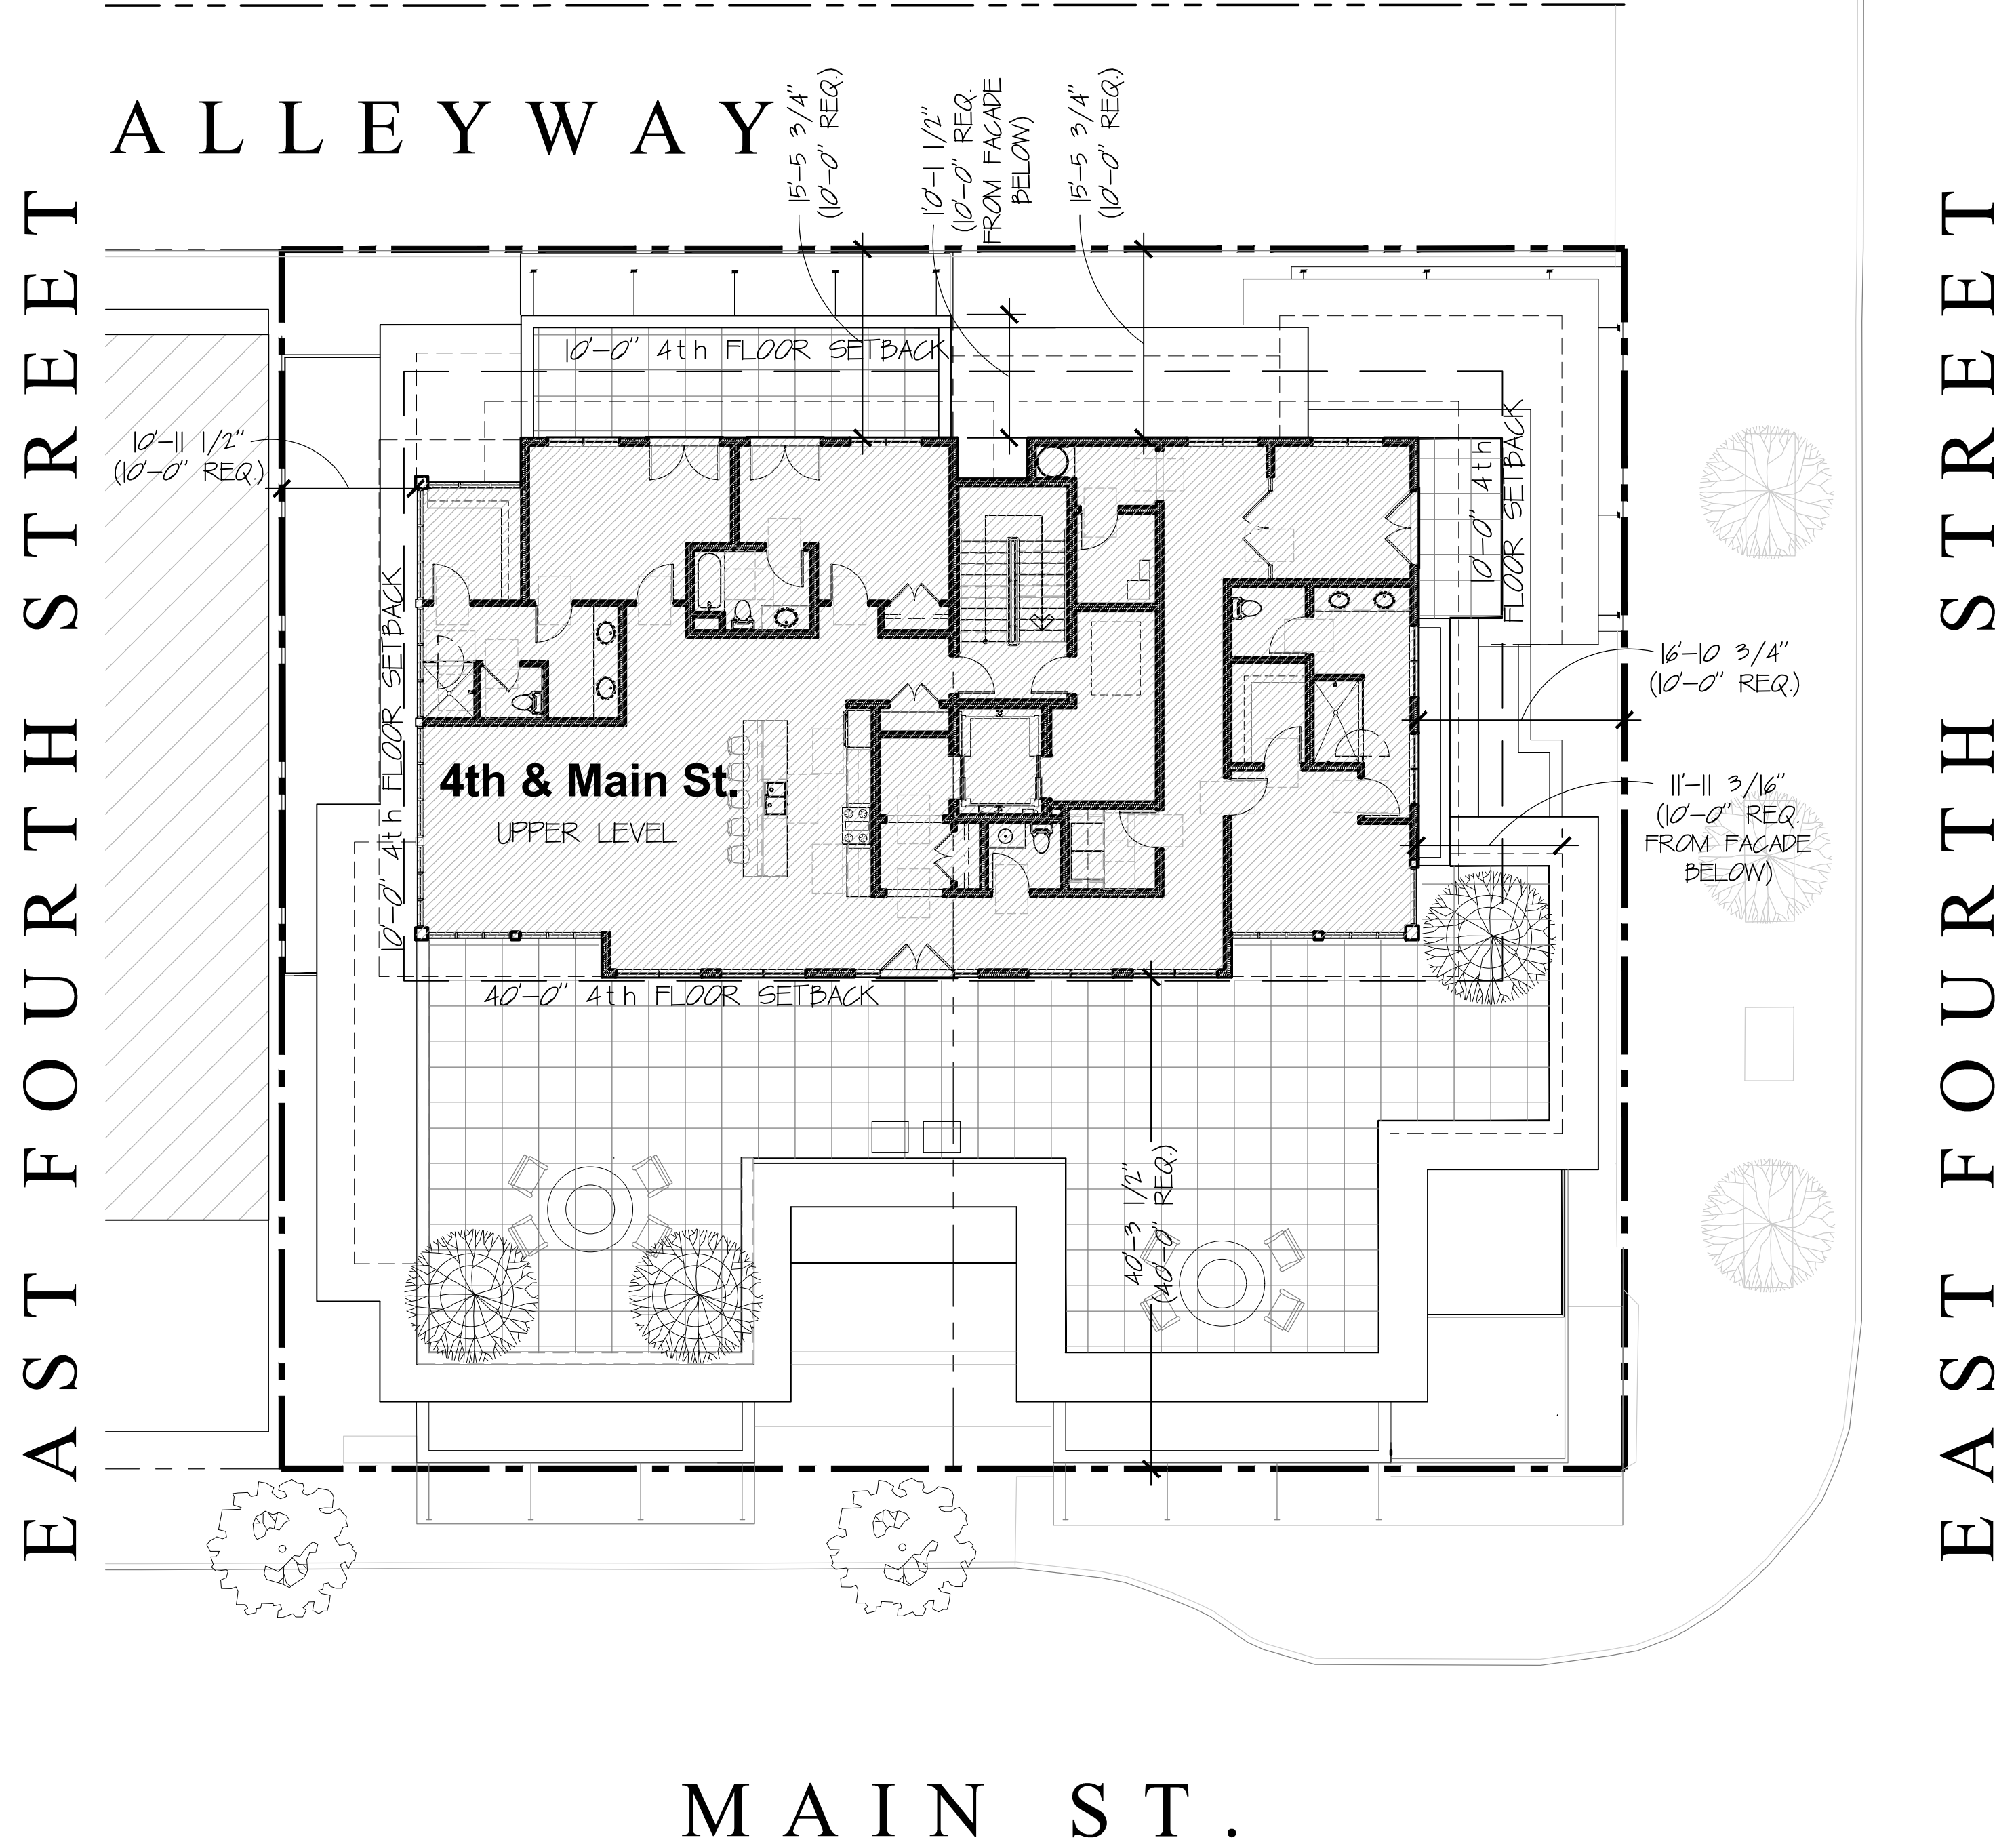 ALLEYWAY
15'-5 3/4"
(10'-0" REQ.)
1'0'-1 1/2"
(10'-0" REQ.
FROM FACADE
BELOW)
15'-5 3/4"
(10'-0" REQ.)
EAST FOURTH STREET
EAST FOURTH STREET
10'-0" 4th FLOOR SETBACK
10'-11 1/2"
(10'-0" REQ.)
10'-0" 4th
FLOOR SETBACK
10'-0" 4th FLOOR SETBACK
16'-10 3/4"
(10'-0" REQ.)
4th & Main St.
UPPER LEVEL
11'-11 3/16"
(10'-0" REQ.
FROM FACADE
BELOW)
40'-0" 4th FLOOR SETBACK
40'-3 1/2"
(40'-0" REQ.)
MAIN ST.